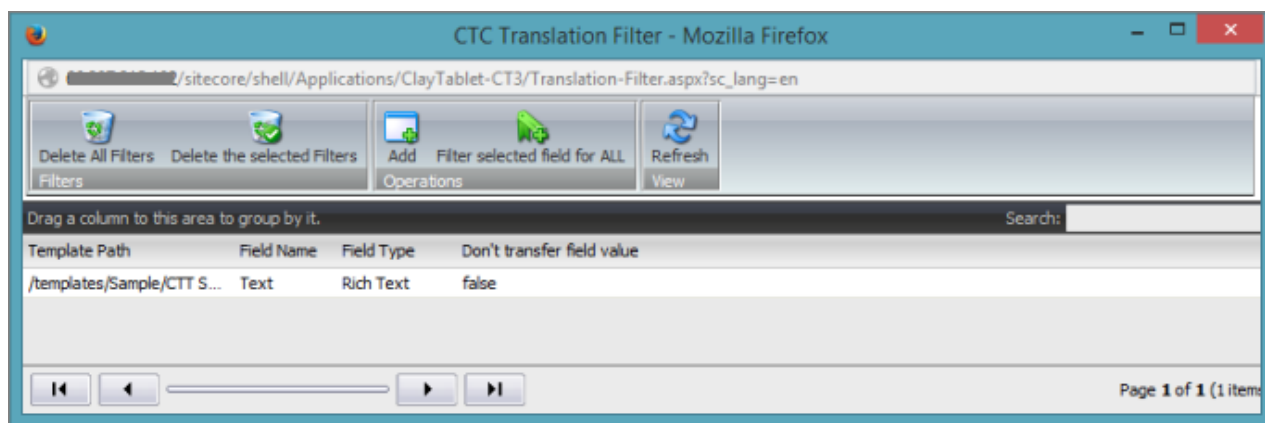 CTC Translation Filter - Mozilla Firefox
/sitecore/shell/Applications/ClayTablet-CT3/Translation-Filter.aspx?sc_lang=en
Delete All Filters Delete the selected Filters Add Filter selected field for ALL Refresh
Filters Operations View
Drag a column to this area to group by it. Search:
Template Path Field Name Field Type Don't transfer field value
/templates/Sample/CTT S... Text Rich Text false
Page 1 of 1 (1 items